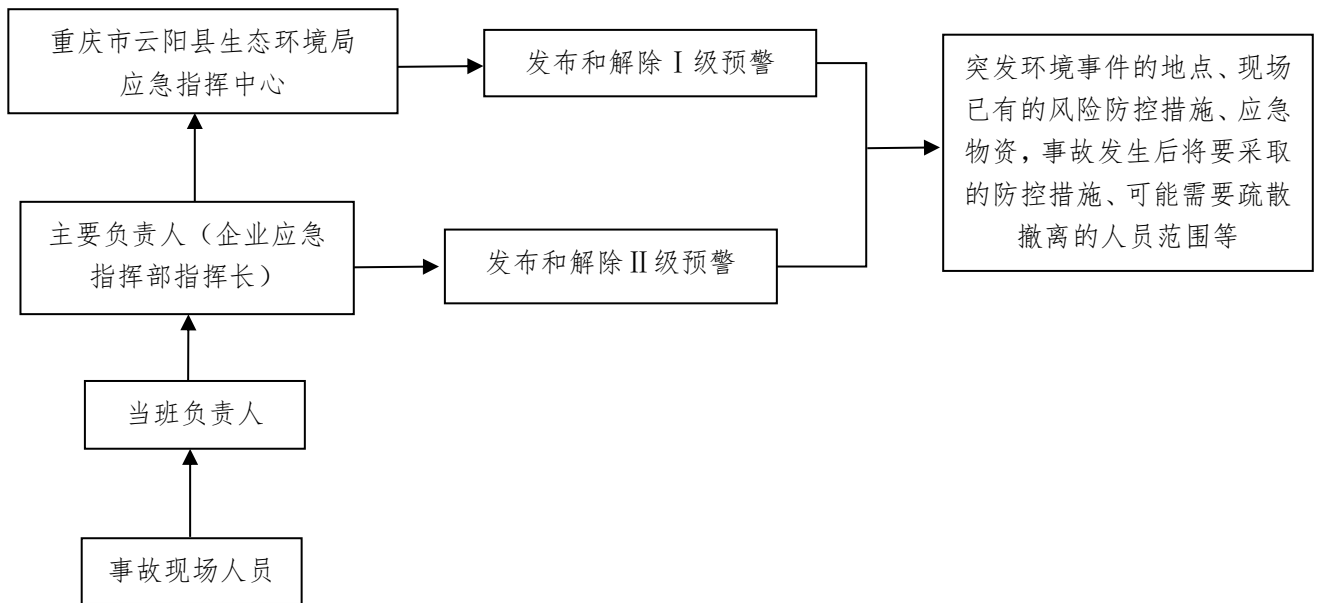 重庆市云阳县生态环境局
应急指挥中心
发布和解除Ⅰ级预警
突发环境事件的地点、现场
已有的风险防控措施、应急
物资，事故发生后将要采取
的防控措施、可能需要疏散
撤离的人员范围等
主要负责人（企业应急
指挥部指挥长）
发布和解除Ⅱ级预警
当班负责人
事故现场人员